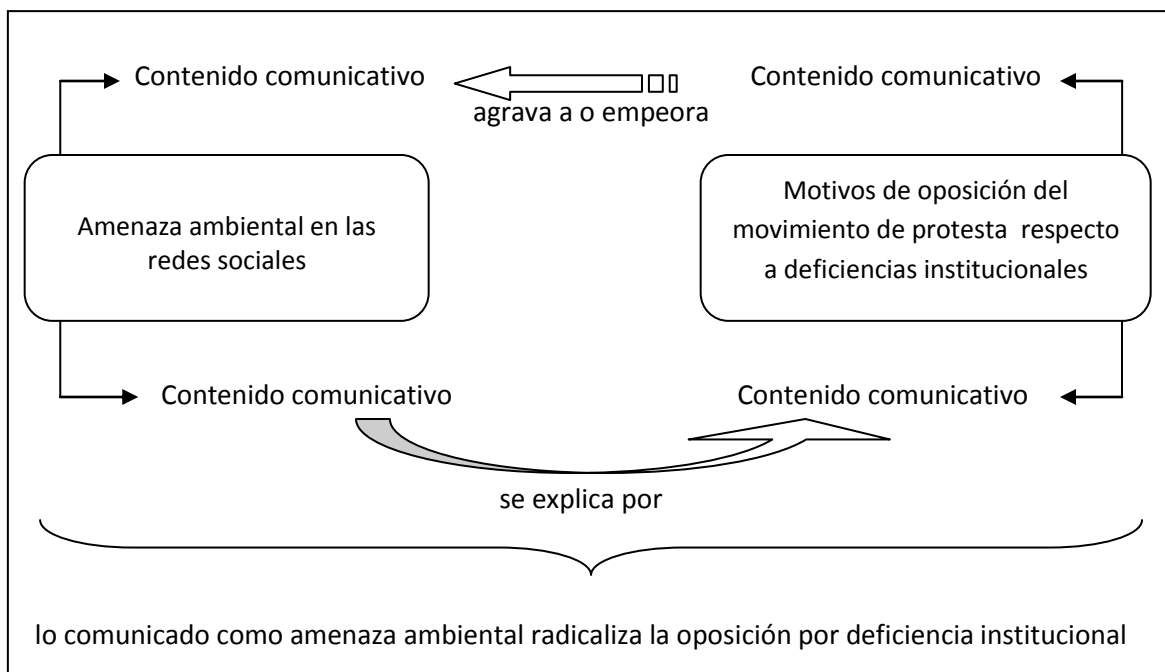 Contenido comunicativo
Contenido comunicativo
agrava a o empeora
Amenaza ambiental en las
redes sociales
Motivos de oposición del
movimiento de protesta respecto
a deficiencias institucionales
Contenido comunicativo
Contenido comunicativo
se explica por
lo comunicado como amenaza ambiental radicaliza la oposición por deficiencia institucional